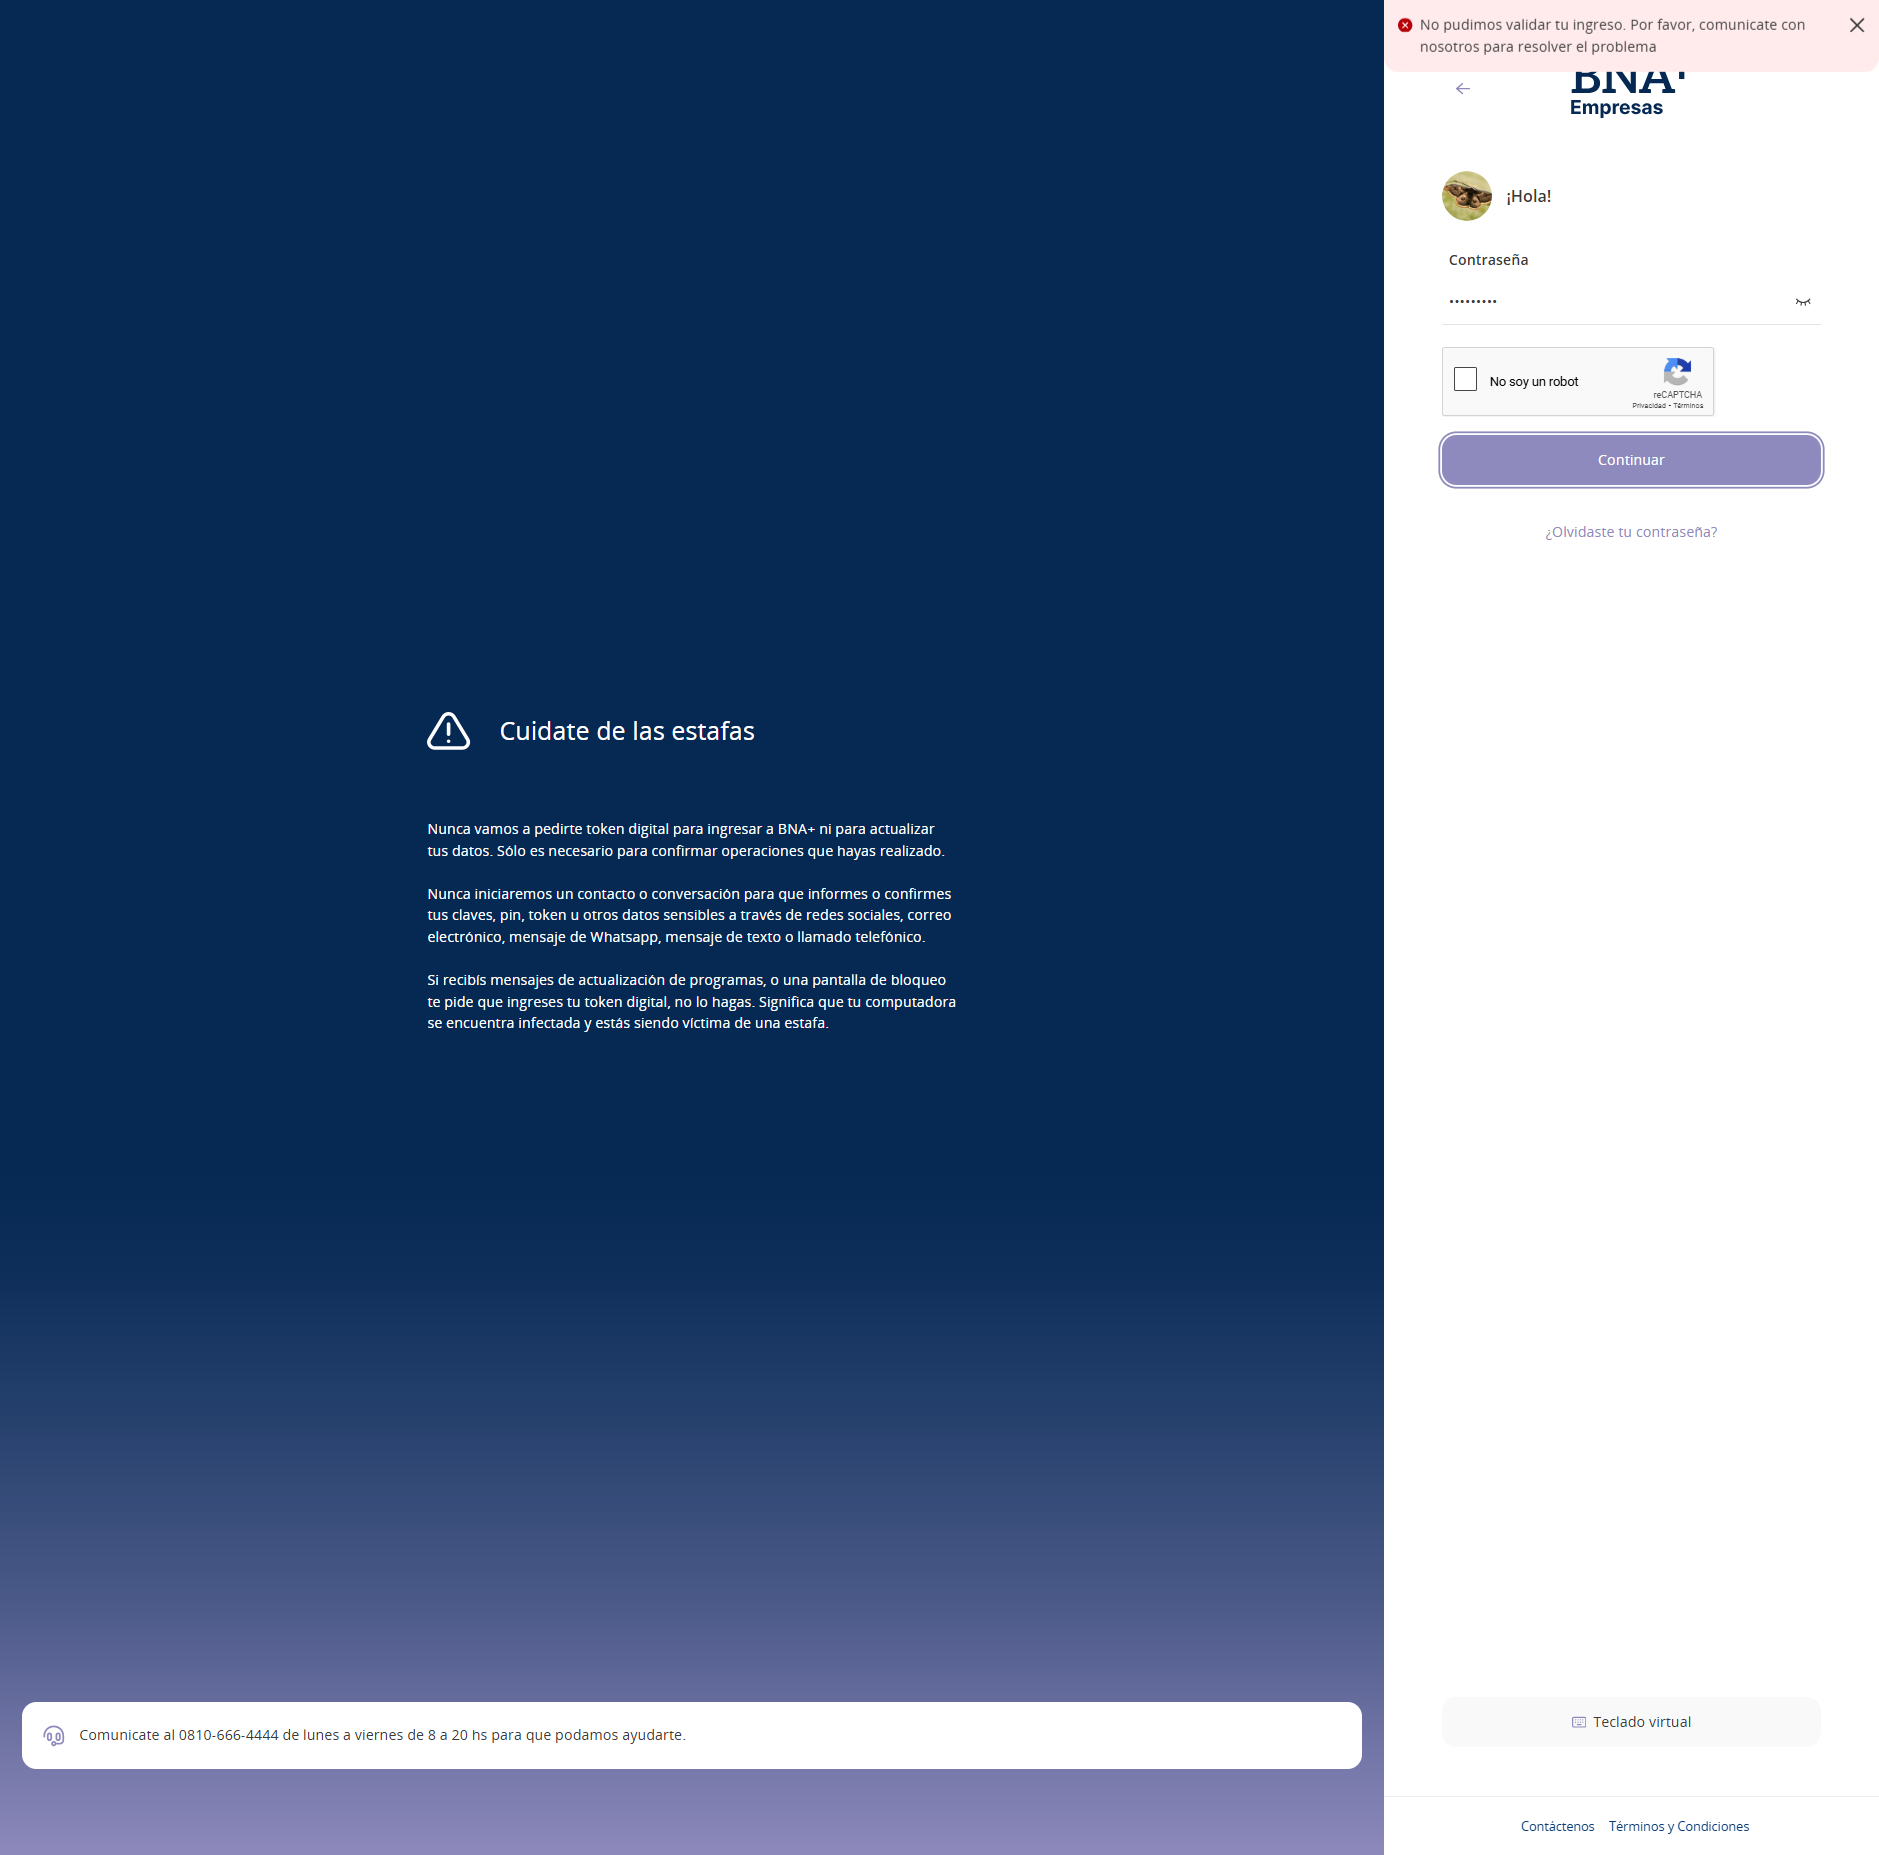 No pudimos validar tu ingreso. Por favor, comunicate con
nosotros para resolver el problema
BNA+
Empresas
¡Hola!
Contraseña
•••••••••
No soy un robot
reCAPTCHA
Privacidad - Términos
Continuar
¿Olvidaste tu contraseña?
Cuidate de las estafas
Nunca vamos a pedirte token digital para ingresar a BNA+ ni para actualizar
tus datos. Sólo es necesario para confirmar operaciones que hayas realizado.
Nunca iniciaremos un contacto o conversación para que informes o confirmes
tus claves, pin, token u otros datos sensibles a través de redes sociales, correo
electrónico, mensaje de Whatsapp, mensaje de texto o llamado telefónico.
Si recibís mensajes de actualización de programas, o una pantalla de bloqueo
te pide que ingreses tu token digital, no lo hagas. Significa que tu computadora
se encuentra infectada y estás siendo víctima de una estafa.
Comunicate al 0810-666-4444 de lunes a viernes de 8 a 20 hs para que podamos ayudarte.
Teclado virtual
Contáctenos Términos y Condiciones